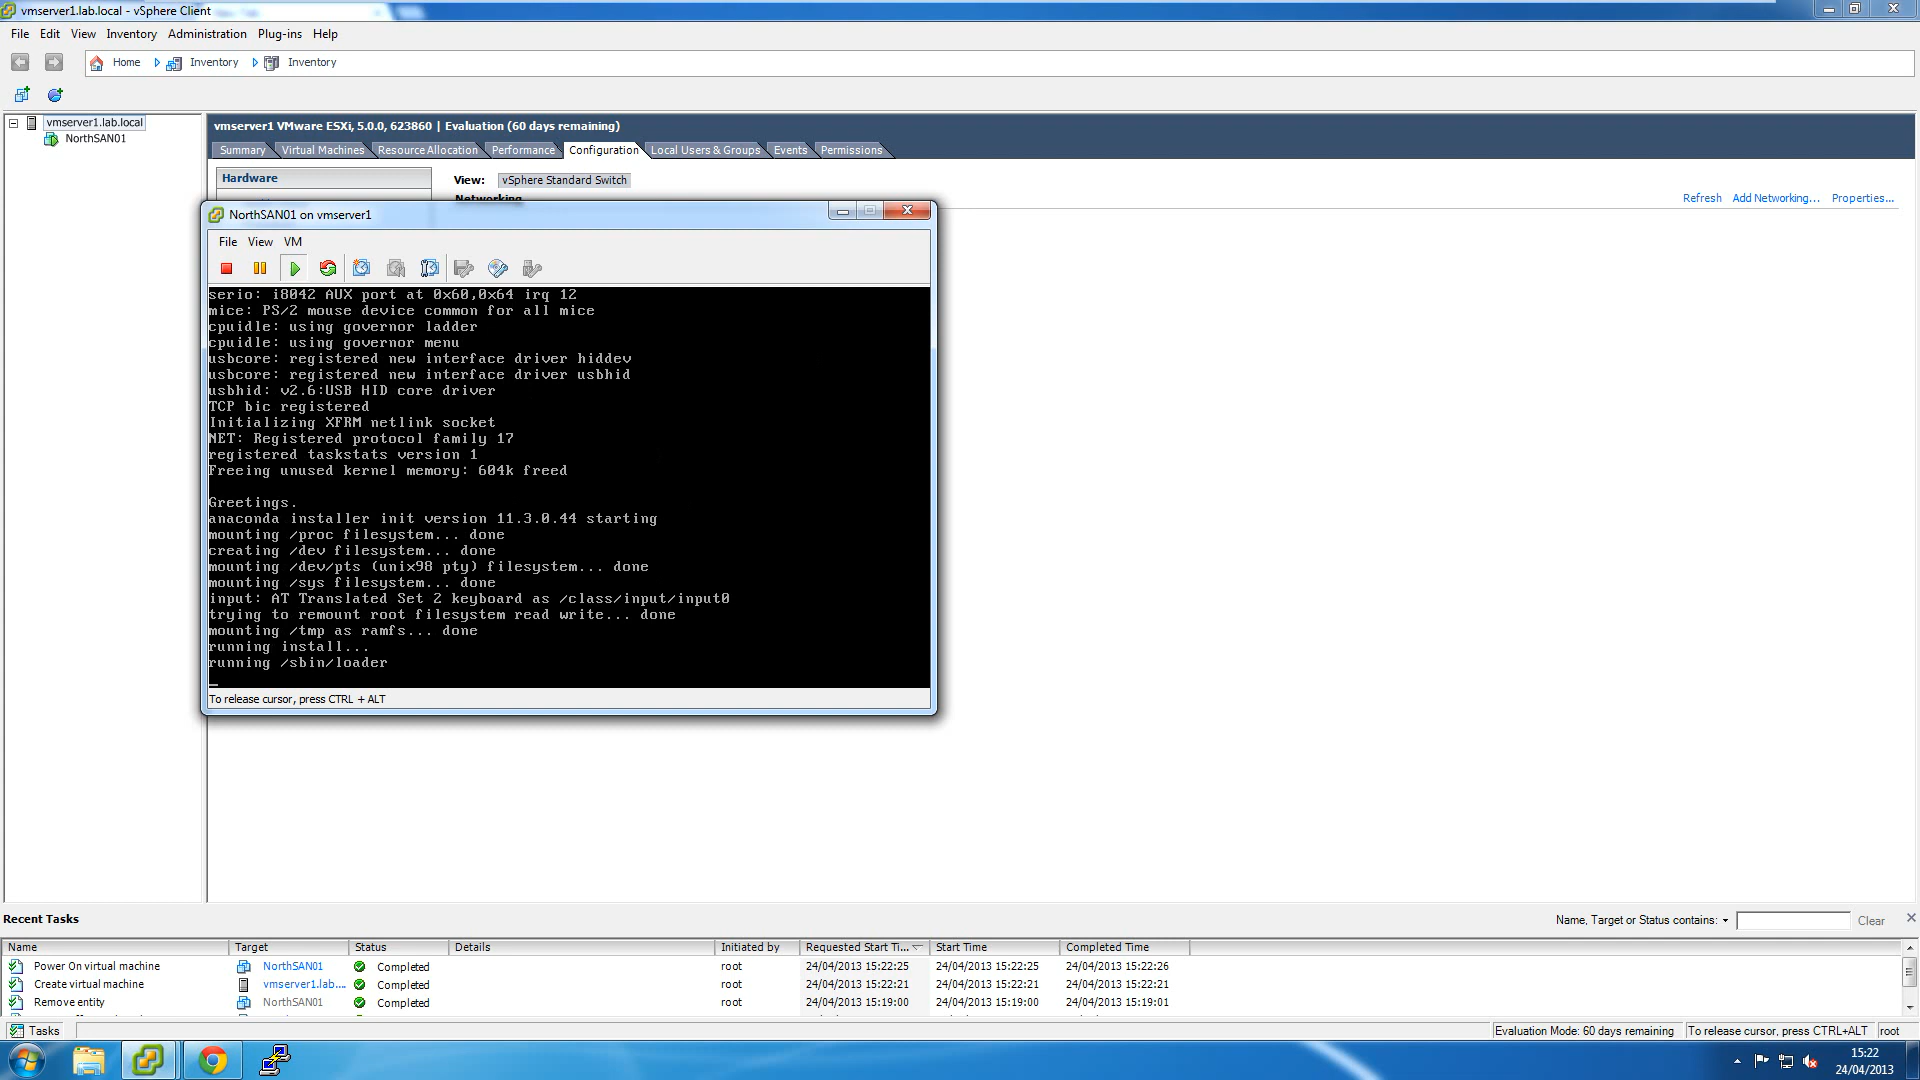 vmserver1.lab.local - vSphere Client
File Edit View Inventory Administration Plug-ins Help
Home Inventory Inventory
vmserver1.lab.local
NorthSAN01
vmserver1 VMware ESXi, 5.0.0, 623860 | Evaluation (60 days remaining)
Summary Virtual Machines Resource Allocation Performance Configuration Local Users & Groups Events Permissions
Hardware
View: vSphere Standard Switch
Networking
Refresh Add Networking... Properties...
NorthSAN01 on vmserver1
File View VM
serio: i8042 AUX port at 0x60,0x64 irq 12
mice: PS/2 mouse device common for all mice
cpuidle: using governor ladder
cpuidle: using governor menu
usbcore: registered new interface driver hiddev
usbcore: registered new interface driver usbhid
usbhid: v2.6:USB HID core driver
TCP bic registered
Initializing XFRM netlink socket
NET: Registered protocol family 17
registered taskstats version 1
Freeing unused kernel memory: 604k freed
Greetings.
anaconda installer init version 11.3.0.44 starting
mounting /proc filesystem... done
creating /dev filesystem... done
mounting /dev/pts (unix98 pty) filesystem... done
mounting /sys filesystem... done
input: AT Translated Set 2 keyboard as /class/input/input0
trying to remount root filesystem read write... done
mounting /tmp as ramfs... done
running install...
running /sbin/loader
To release cursor, press CTRL + ALT
Recent Tasks
Name, Target or Status contains: Clear
Name Target Status Details Initiated by Requested Start Ti... Start Time Completed Time
Power On virtual machine NorthSAN01 Completed root 24/04/2013 15:22:25 24/04/2013 15:22:25 24/04/2013 15:22:26
Create virtual machine vmserver1.lab.... Completed root 24/04/2013 15:22:21 24/04/2013 15:22:21 24/04/2013 15:22:21
Remove entity NorthSAN01 Completed root 24/04/2013 15:19:00 24/04/2013 15:19:00 24/04/2013 15:19:01
Tasks Evaluation Mode: 60 days remaining To release cursor, press CTRL+ALT root
15:22
24/04/2013